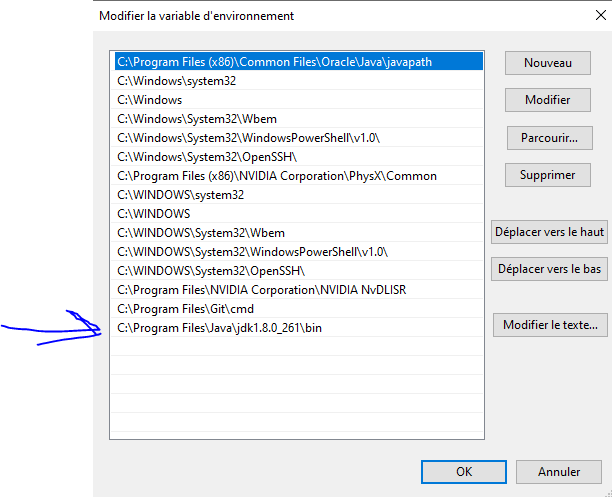 Modifier la variable d'environnement
C:\Program Files (x86)\Common Files\Oracle\Java\javapath
C:\Windows\system32
C:\Windows
C:\Windows\System32\Wbem
C:\Windows\System32\WindowsPowerShell\v1.0\
C:\Windows\System32\OpenSSH\
C:\Program Files (x86)\NVIDIA Corporation\PhysX\Common
C:\WINDOWS\system32
C:\WINDOWS
C:\WINDOWS\System32\Wbem
C:\WINDOWS\System32\WindowsPowerShell\v1.0\
C:\WINDOWS\System32\OpenSSH\
C:\Program Files\NVIDIA Corporation\NVIDIA NvDLISR
C:\Program Files\Git\cmd
C:\Program Files\Java\jdk1.8.0_261\bin
Nouveau
Modifier
Parcourir...
Supprimer
Déplacer vers le haut
Déplacer vers le bas
Modifier le texte...
OK
Annuler